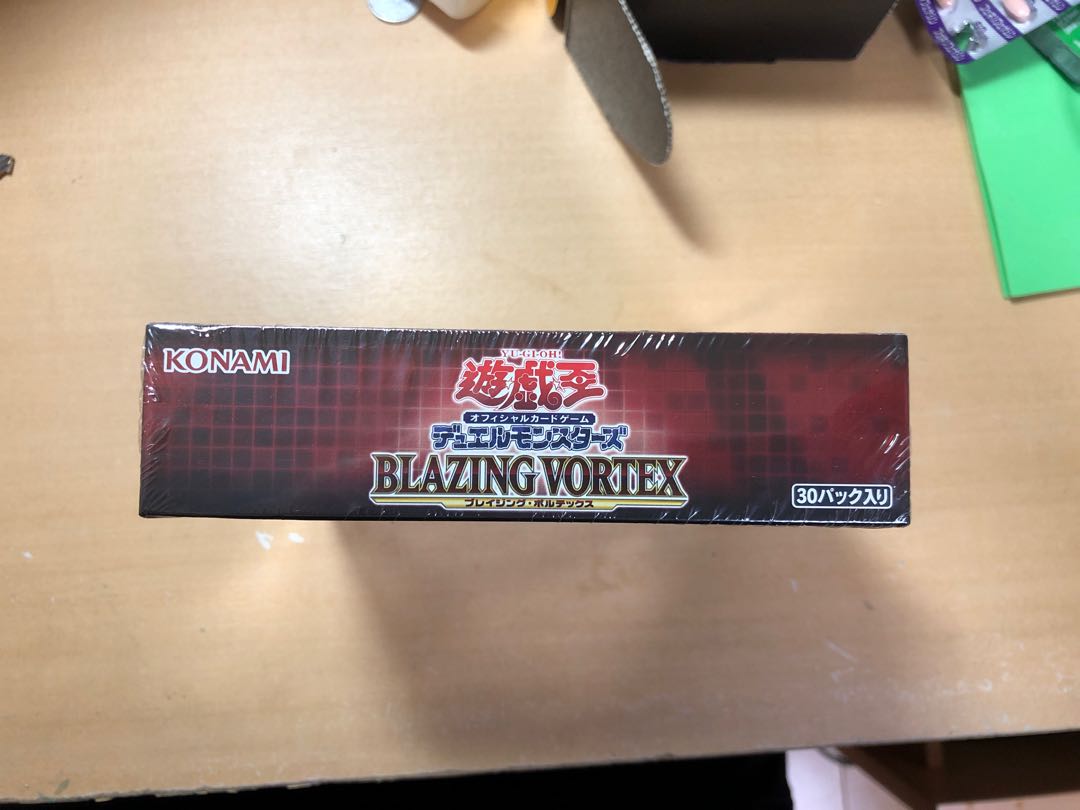 KONAMI
YU-GI-OH!
遊戯王
オフィシャルカードゲーム
デュエルモンスターズ
BLAZING VORTEX
ブレイジング・ボルテックス
30パック入り